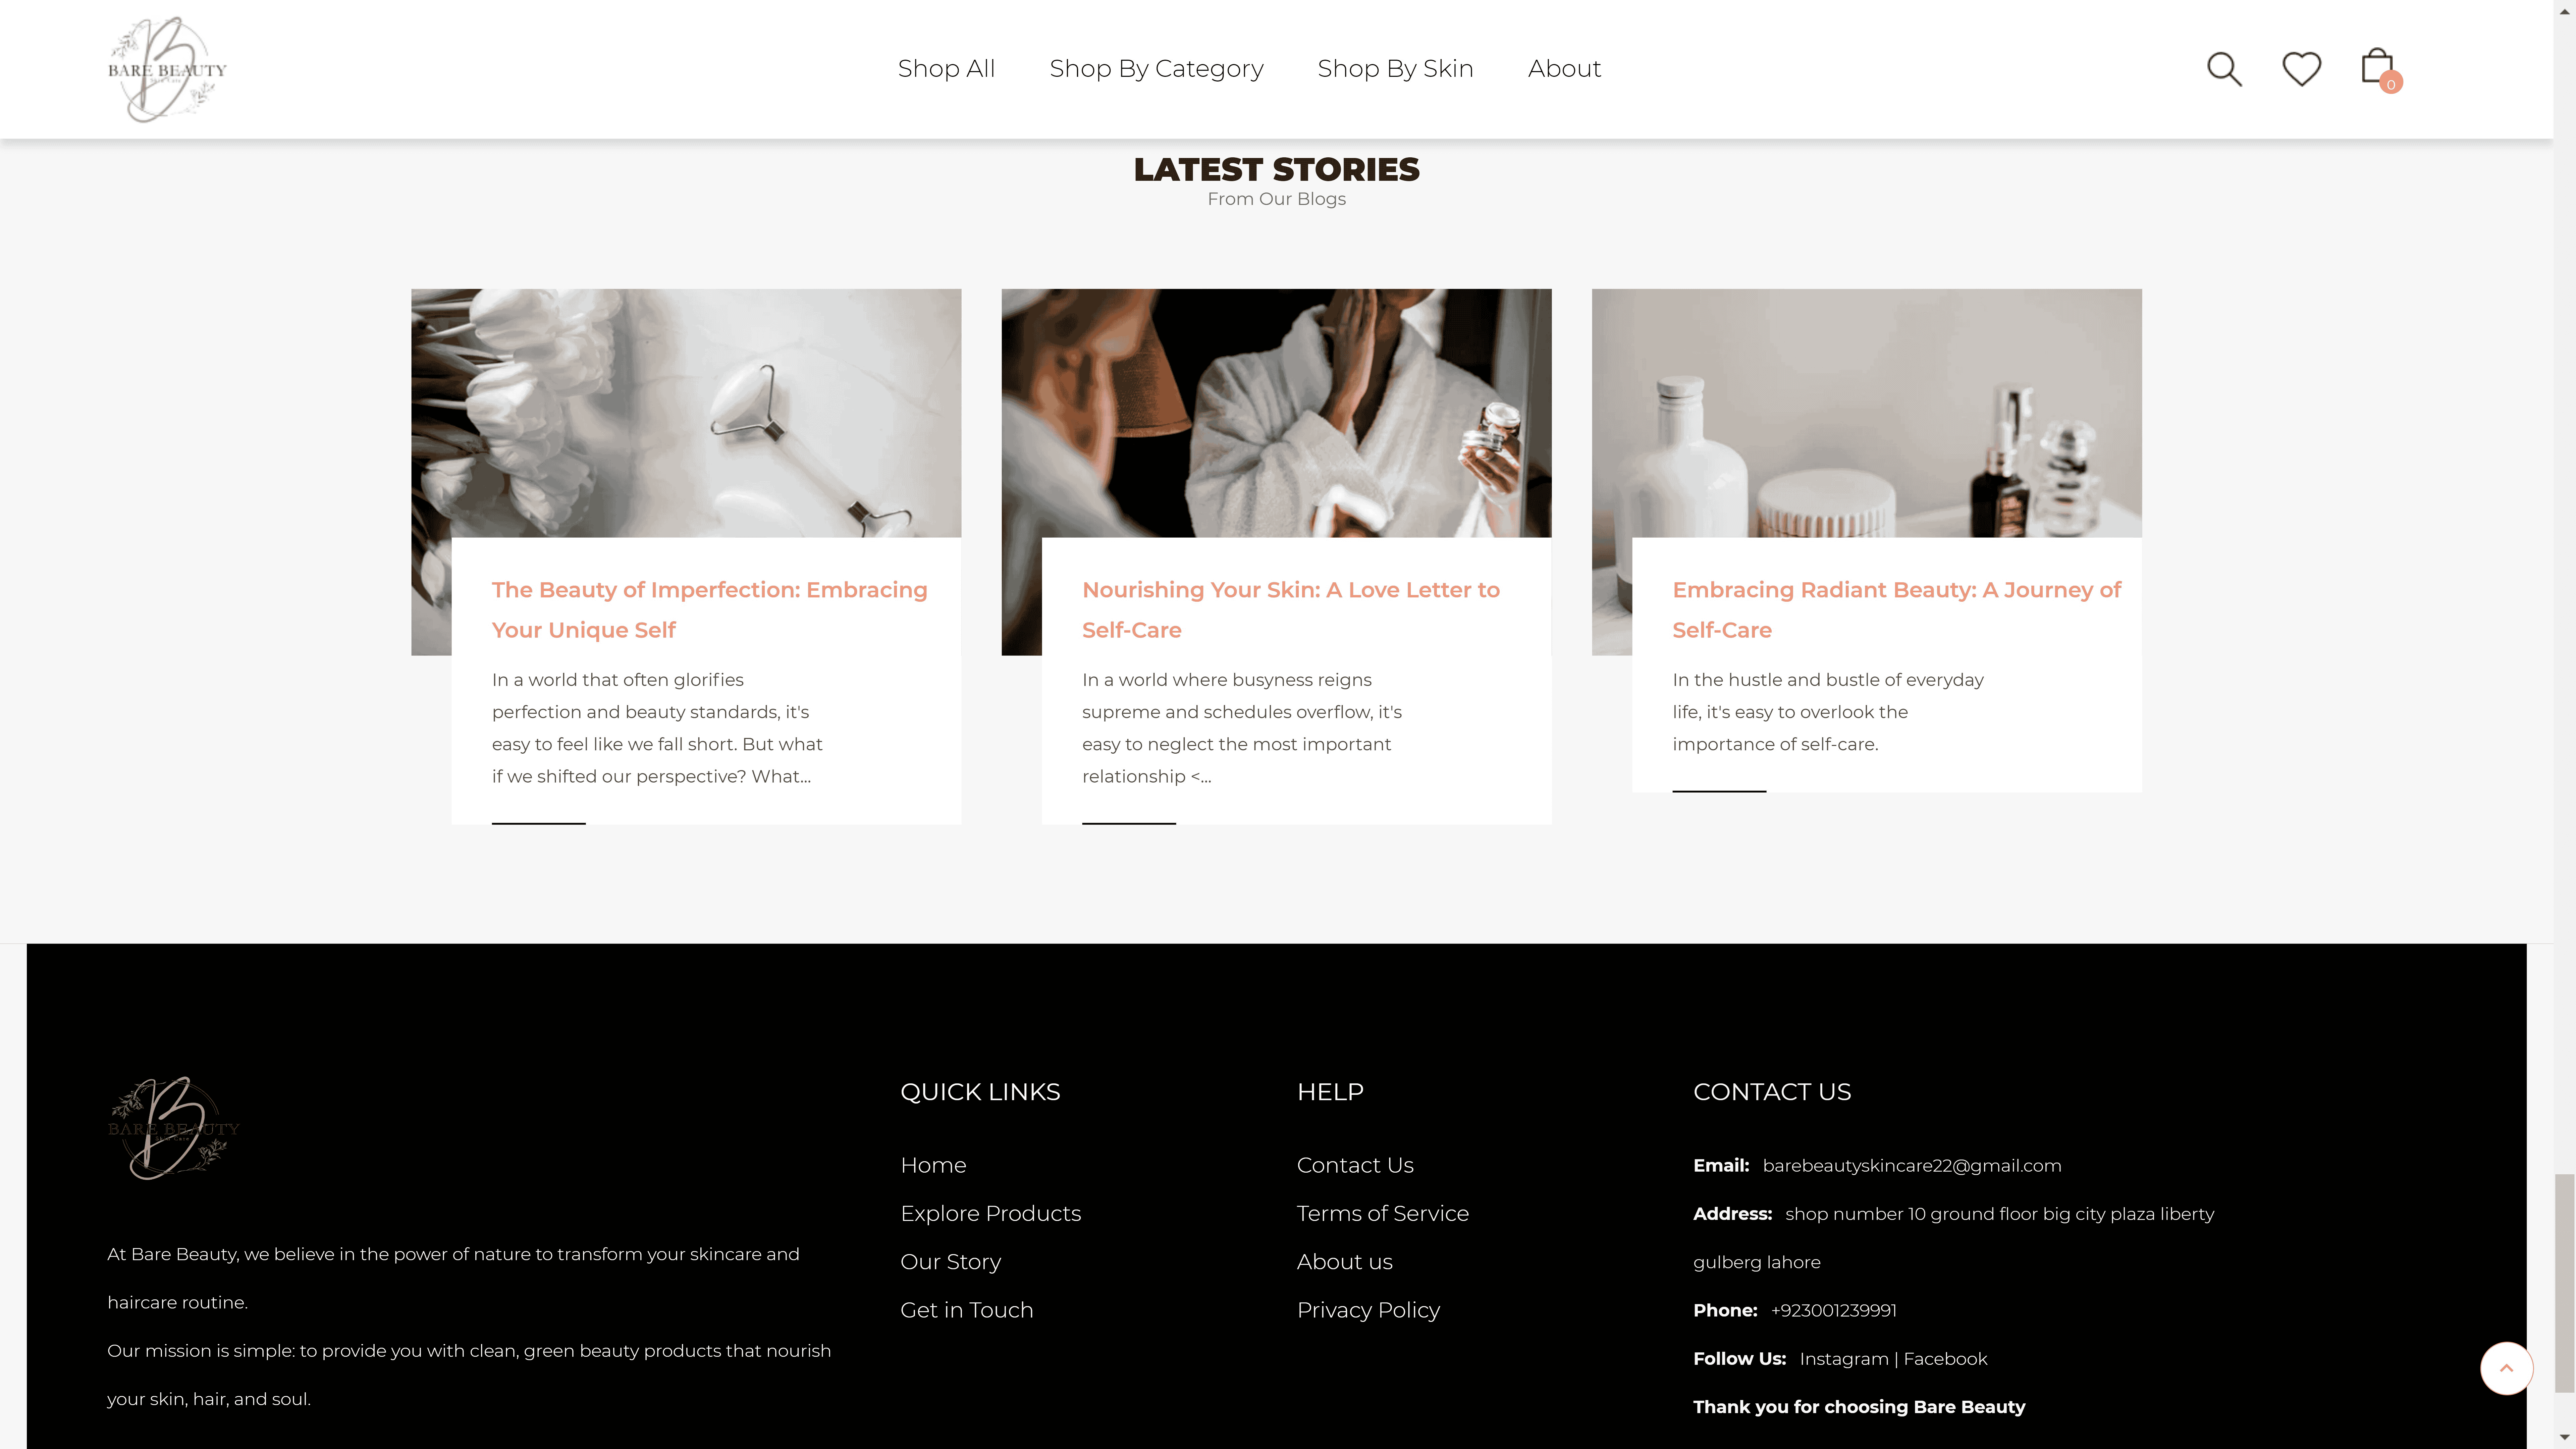 BARE BEAUTY
Skin Care
Shop All
Shop By Category
Shop By Skin
About
0
LATEST STORIES
From Our Blogs
The Beauty of Imperfection: Embracing
Your Unique Self
In a world that often glorifies
perfection and beauty standards, it's
easy to feel like we fall short. But what
if we shifted our perspective? What...
Nourishing Your Skin: A Love Letter to
Self-Care
In a world where busyness reigns
supreme and schedules overflow, it's
easy to neglect the most important
relationship <...
Embracing Radiant Beauty: A Journey of
Self-Care
In the hustle and bustle of everyday
life, it's easy to overlook the
importance of self-care.
BARE BEAUTY
Skin Care
At Bare Beauty, we believe in the power of nature to transform your skincare and
haircare routine.
Our mission is simple: to provide you with clean, green beauty products that nourish
your skin, hair, and soul.
QUICK LINKS
Home
Explore Products
Our Story
Get in Touch
HELP
Contact Us
Terms of Service
About us
Privacy Policy
CONTACT US
Email: barebeautyskincare22@gmail.com
Address: shop number 10 ground floor big city plaza liberty
gulberg lahore
Phone: +923001239991
Follow Us: Instagram | Facebook
Thank you for choosing Bare Beauty